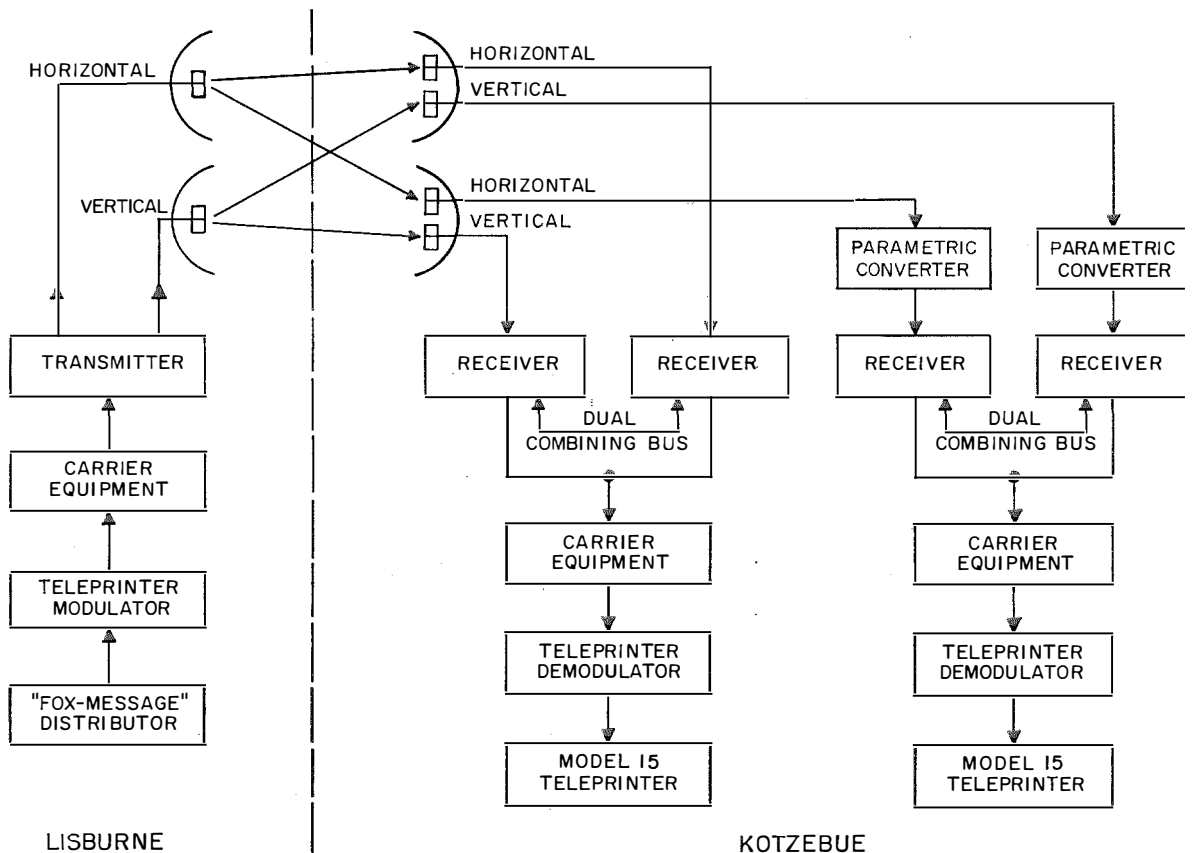 HORIZONTAL
HORIZONTAL
VERTICAL
VERTICAL
HORIZONTAL
VERTICAL
PARAMETRIC
CONVERTER
PARAMETRIC
CONVERTER
TRANSMITTER
RECEIVER
RECEIVER
RECEIVER
RECEIVER
DUAL
COMBINING BUS
DUAL
COMBINING BUS
CARRIER
EQUIPMENT
CARRIER
EQUIPMENT
CARRIER
EQUIPMENT
TELEPRINTER
MODULATOR
TELEPRINTER
DEMODULATOR
TELEPRINTER
DEMODULATOR
"FOX-MESSAGE"
DISTRIBUTOR
MODEL 15
TELEPRINTER
MODEL 15
TELEPRINTER
LISBURNE
KOTZEBUE